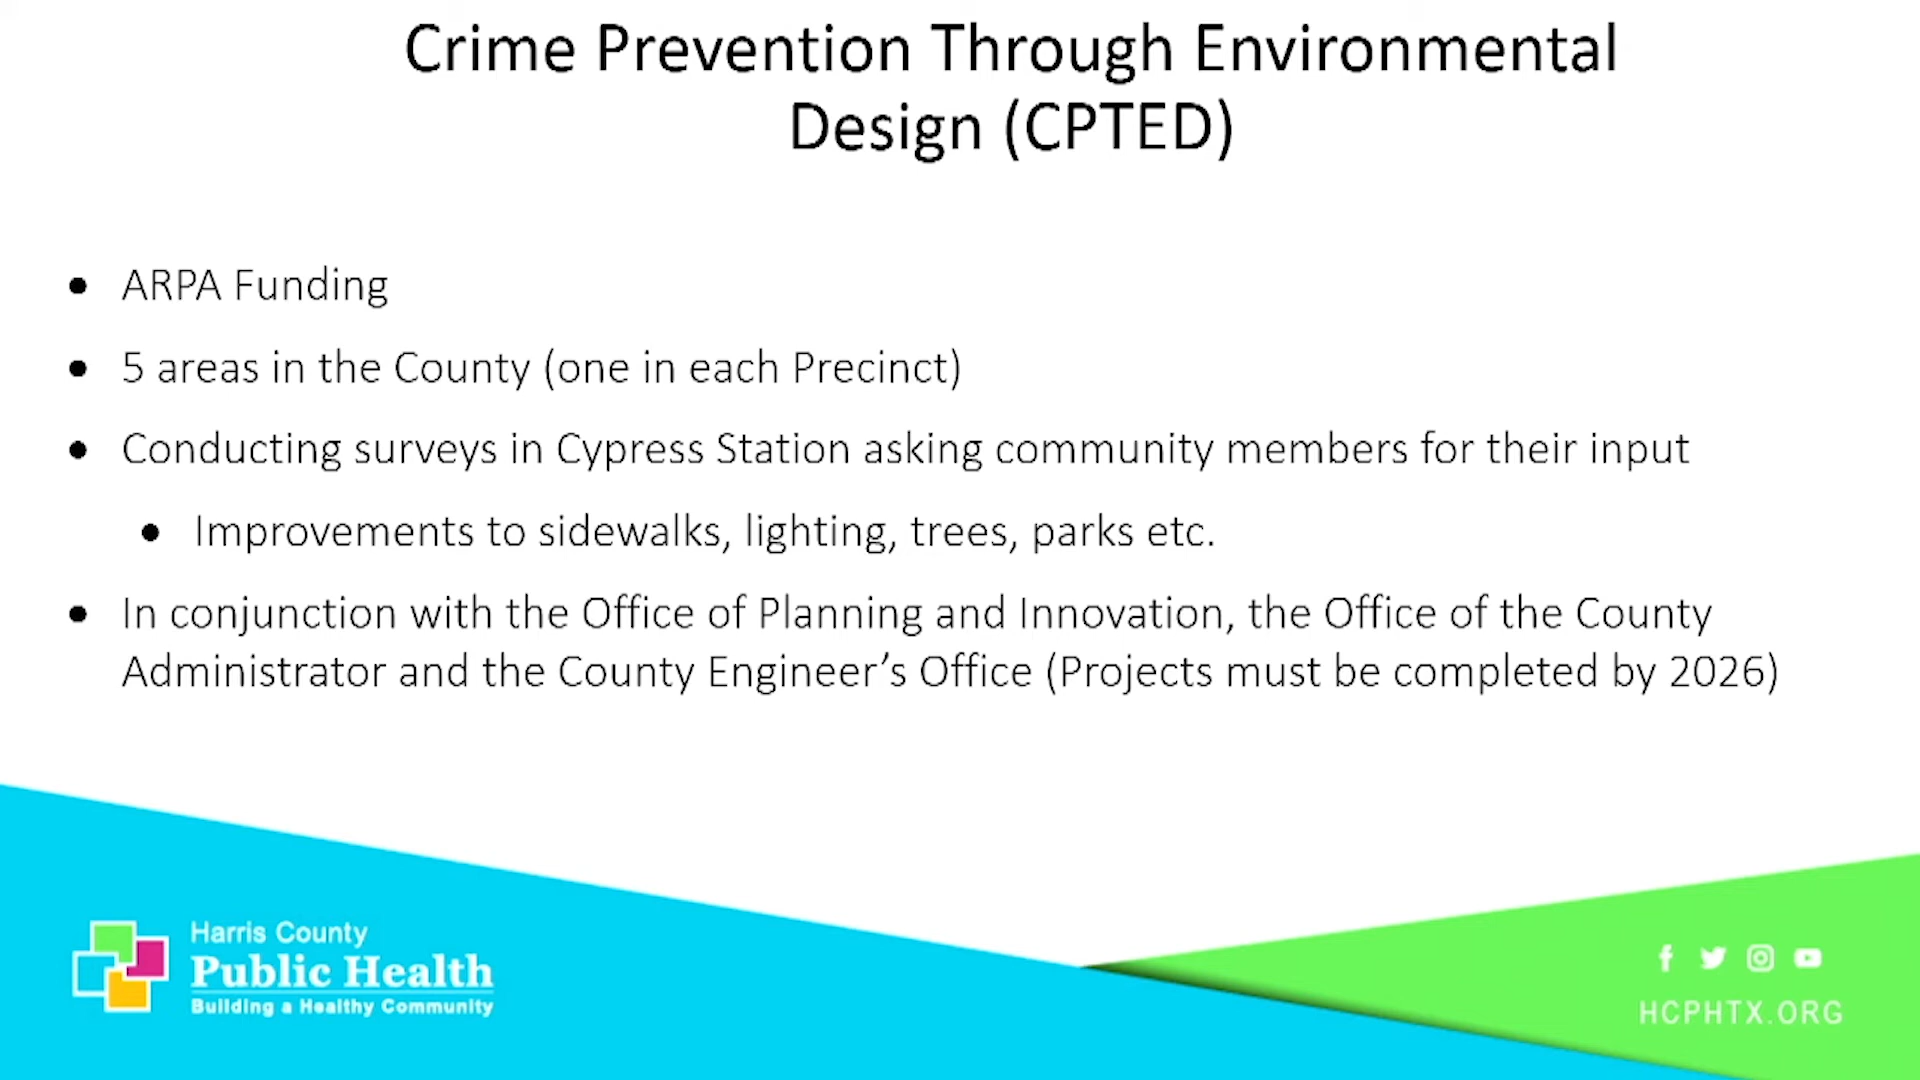 Crime Prevention Through Environmental
Design (CPTED)
• ARPA Funding
• 5 areas in the County (one in each Precinct)
• Conducting surveys in Cypress Station asking community members for their input
• Improvements to sidewalks, lighting, trees, parks etc.
• In conjunction with the Office of Planning and Innovation, the Office of the County
Administrator and the County Engineer’s Office (Projects must be completed by 2026)
Harris County
Public Health
Building a Healthy Community
HCPHTX.ORG